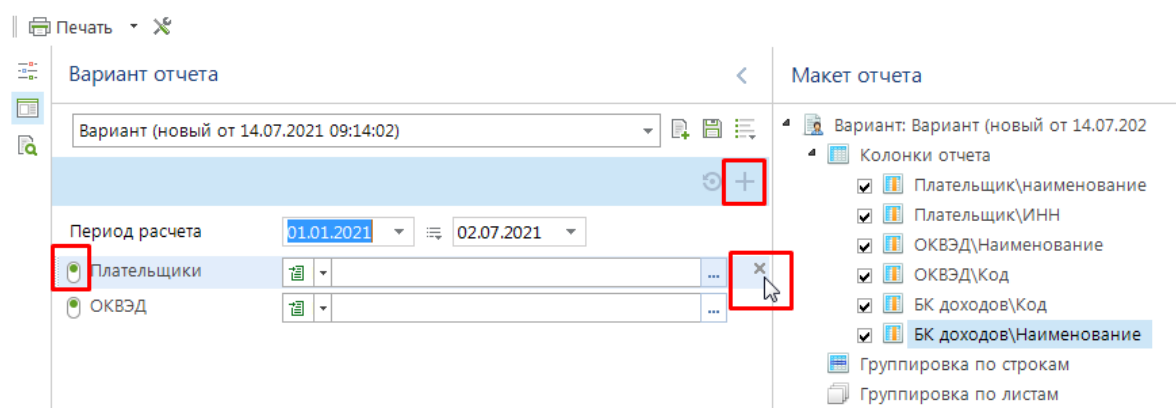 Печать
Вариант отчета
Вариант (новый от 14.07.2021 09:14:02)
Период расчета 01.01.2021 02.07.2021
Плательщики ...
ОКВЭД ...
Макет отчета
Вариант: Вариант (новый от 14.07.202
Колонки отчета
Плательщик\наименование
Плательщик\ИНН
ОКВЭД\Наименование
ОКВЭД\Код
БК доходов\Код
БК доходов\Наименование
Группировка по строкам
Группировка по листам